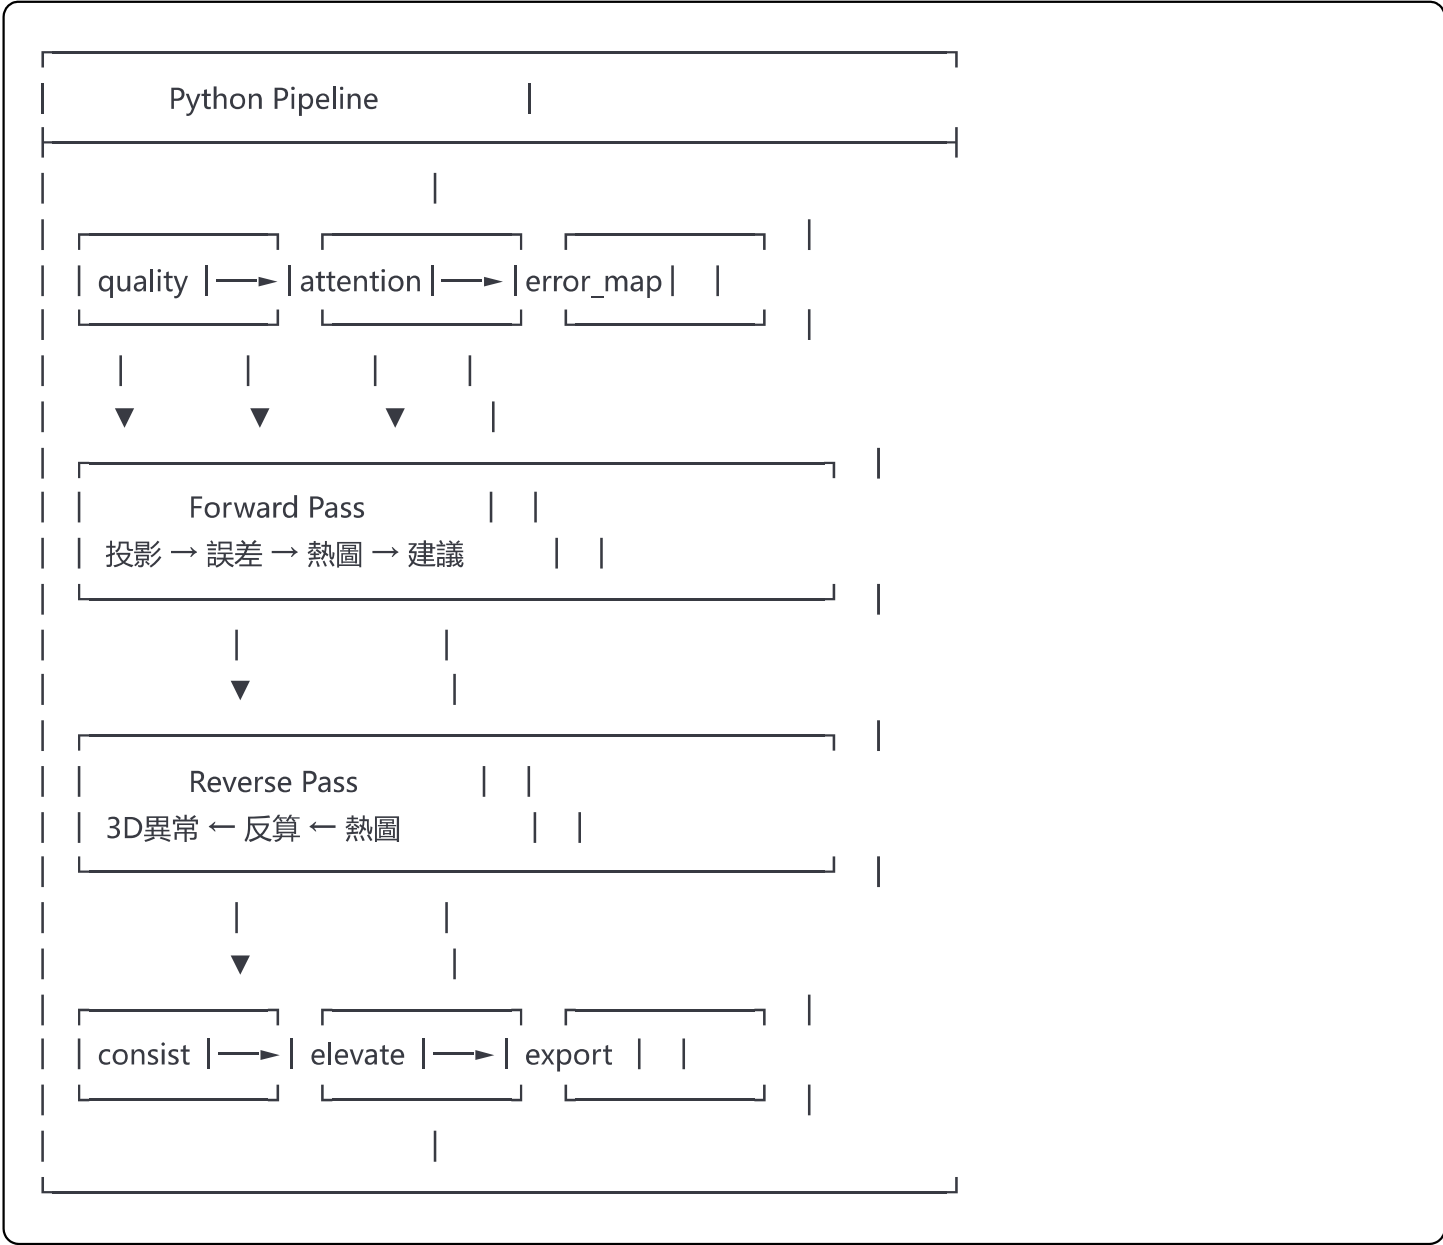 Python Pipeline
quality → attention → error_map
▼ ▼ ▼
Forward Pass
投影 → 誤差 → 熱圖 → 建議
▼
Reverse Pass
3D異常 ← 反算 ← 熱圖
▼
consist → elevate → export